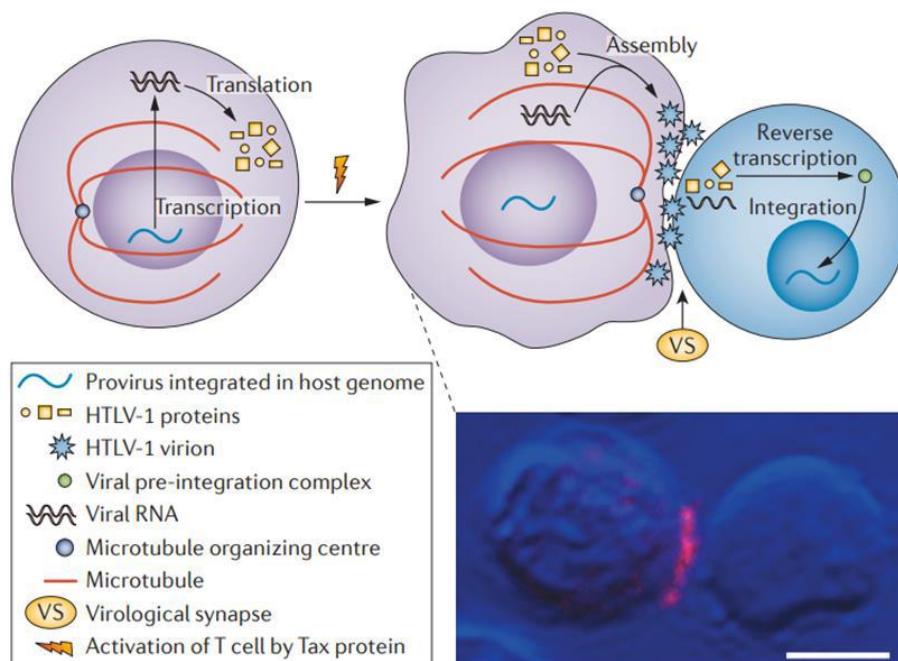 Translation
Transcription
Assembly
Reverse
transcription
Integration
VS
Provirus integrated in host genome
HTLV-1 proteins
HTLV-1 virion
Viral pre-integration complex
Viral RNA
Microtubule organizing centre
Microtubule
VS Virological synapse
Activation of T cell by Tax protein